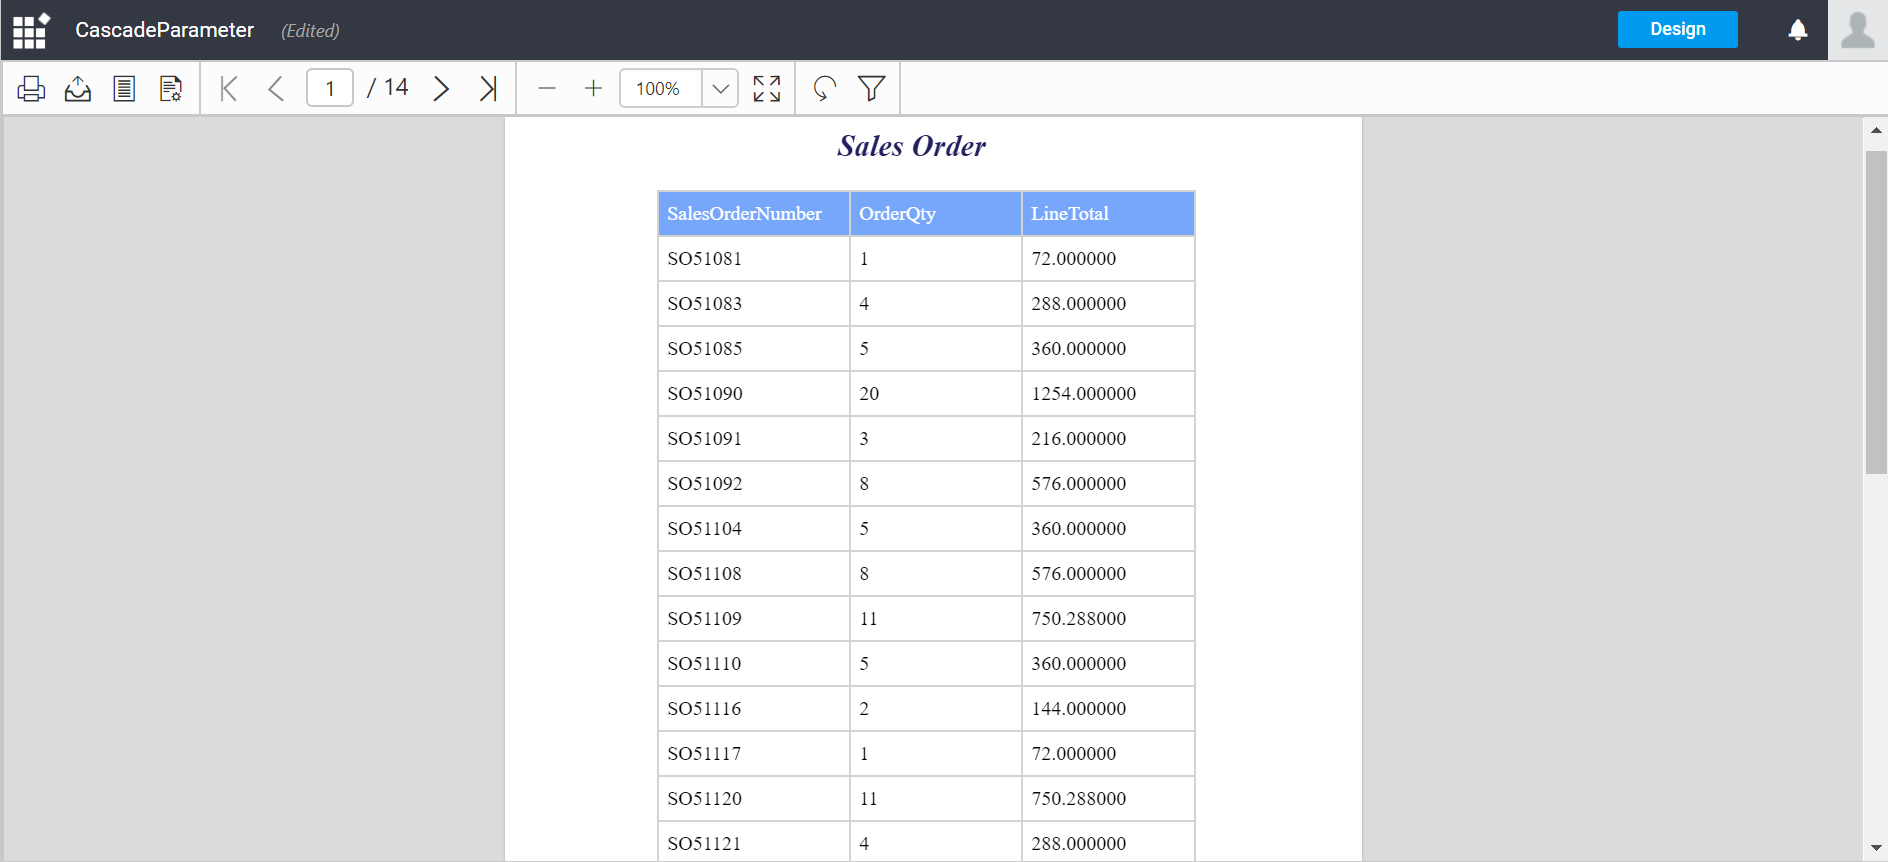 CascadeParameter (Edited) Design
1 / 14 100%
Sales Order
SalesOrderNumber OrderQty LineTotal
SO51081 1 72.000000
SO51083 4 288.000000
SO51085 5 360.000000
SO51090 20 1254.000000
SO51091 3 216.000000
SO51092 8 576.000000
SO51104 5 360.000000
SO51108 8 576.000000
SO51109 11 750.288000
SO51110 5 360.000000
SO51116 2 144.000000
SO51117 1 72.000000
SO51120 11 750.288000
SO51121 4 288.000000